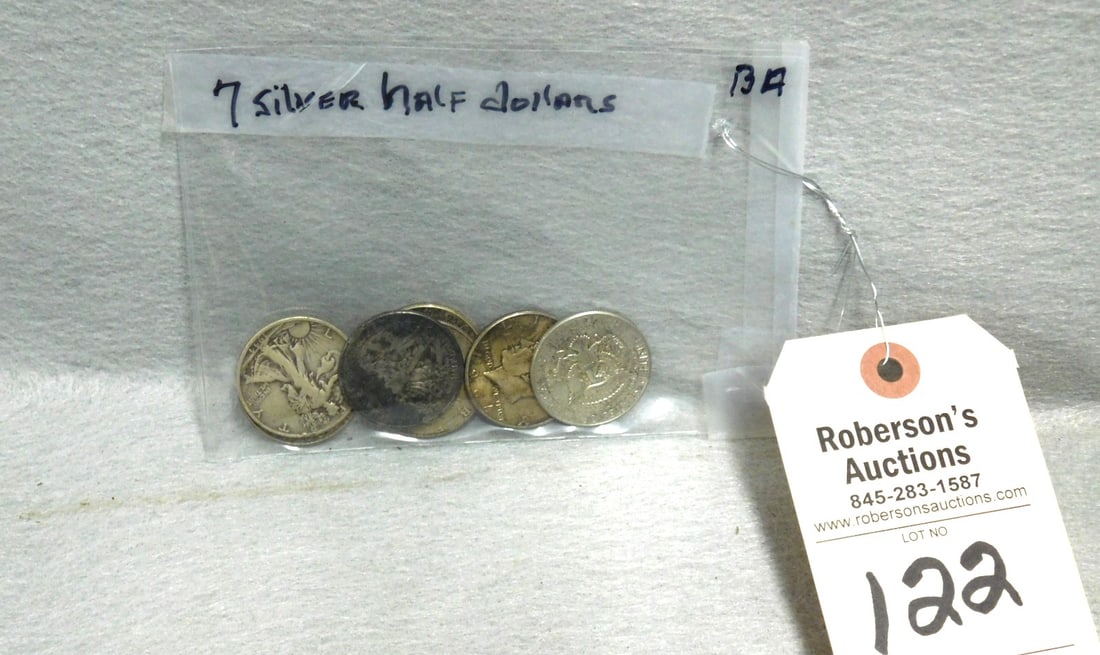 7 Silver half dollars
BA
Roberson's
Auctions
845-283-1587
www.robersonsauctions.com
LOT NO
122